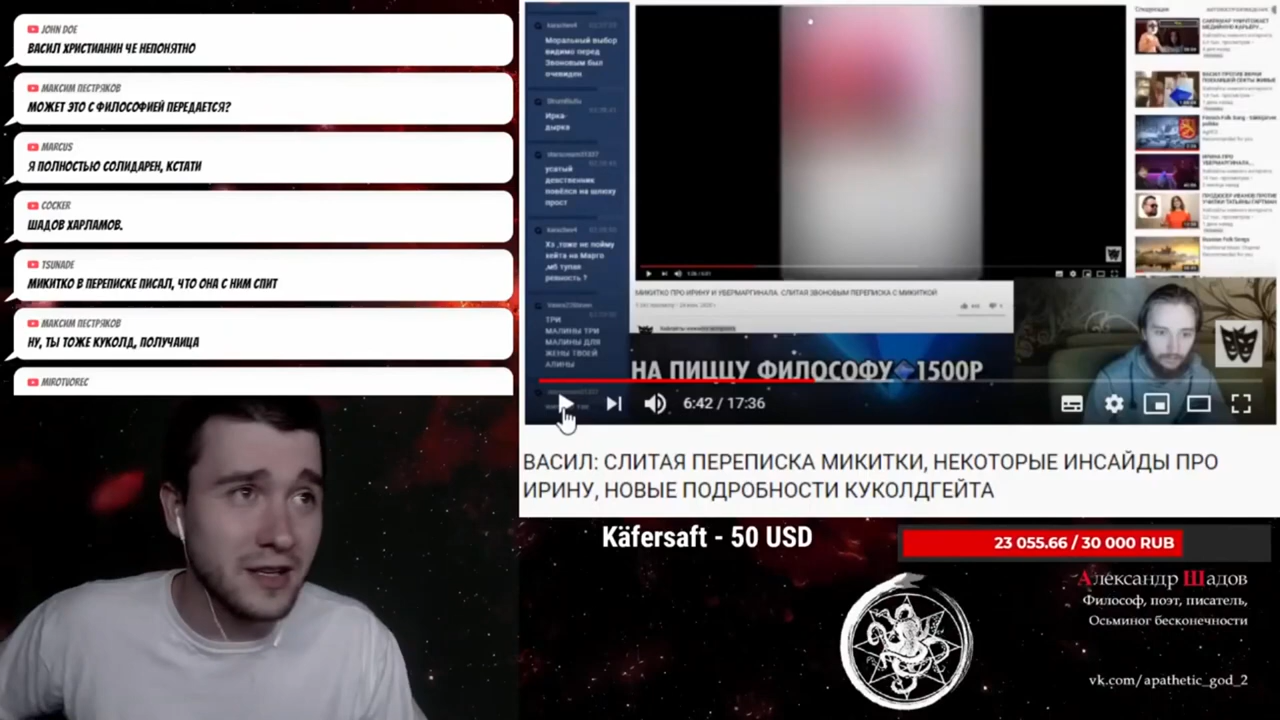 JOHN DOE
ВАСИЛ ХРИСТИАНИН ЧЕ НЕПОНЯТНО
МАКСИМ ПЕСТРЯКОВ
МОЖЕТ ЭТО С ФИЛОСОФИЕЙ ПЕРЕДАЕТСЯ?
MARCUS
Я ПОЛНОСТЬЮ СОЛИДАРЕН, КСТАТИ
COCKER
ШАДОВ ХАРЛАМОВ.
TSUNADE
МИКИТКО В ПЕРЕПИСКЕ ПИСАЛ, ЧТО ОНА С НИМ СПИТ
МАКСИМ ПЕСТРЯКОВ
НУ, ТЫ ТОЖЕ КУКОЛД, ПОЛУЧАИЦА
MIROTVOREC
Моральный выбор
видимо перед
Звоновым был
очевиден
Ирка-
дырка
усатый
девственник
повёлся на шлюху
прост
Хз ,тоже не пойму
хейта на Марго
,мб тупая
ревность ?
ТРИ
МАЛИНЫ ТРИ
МАЛИНЫ ДЛЯ
ЖЕНЫ ТВОЕЙ
АЛИНЫ
МИКИТКО ПРО ИРИНУ И УБЕРМАРГИНАЛА. СЛИТАЯ ЗВОНОВЫМ ПЕРЕПИСКА С МИКИТКОЙ
НА ПИЦЦУ ФИЛОСОФУ 1500Р
6:42 / 17:36
ВАСИЛ: СЛИТАЯ ПЕРЕПИСКА МИКИТКИ, НЕКОТОРЫЕ ИНСАЙДЫ ПРО
ИРИНУ, НОВЫЕ ПОДРОБНОСТИ КУКОЛДГЕЙТА
Käfersaft - 50 USD
23 055.66 / 30 000 RUB
Александр Шадов
Философ, поэт, писатель,
Осьминог бесконечности
vk.com/apathetic_god_2